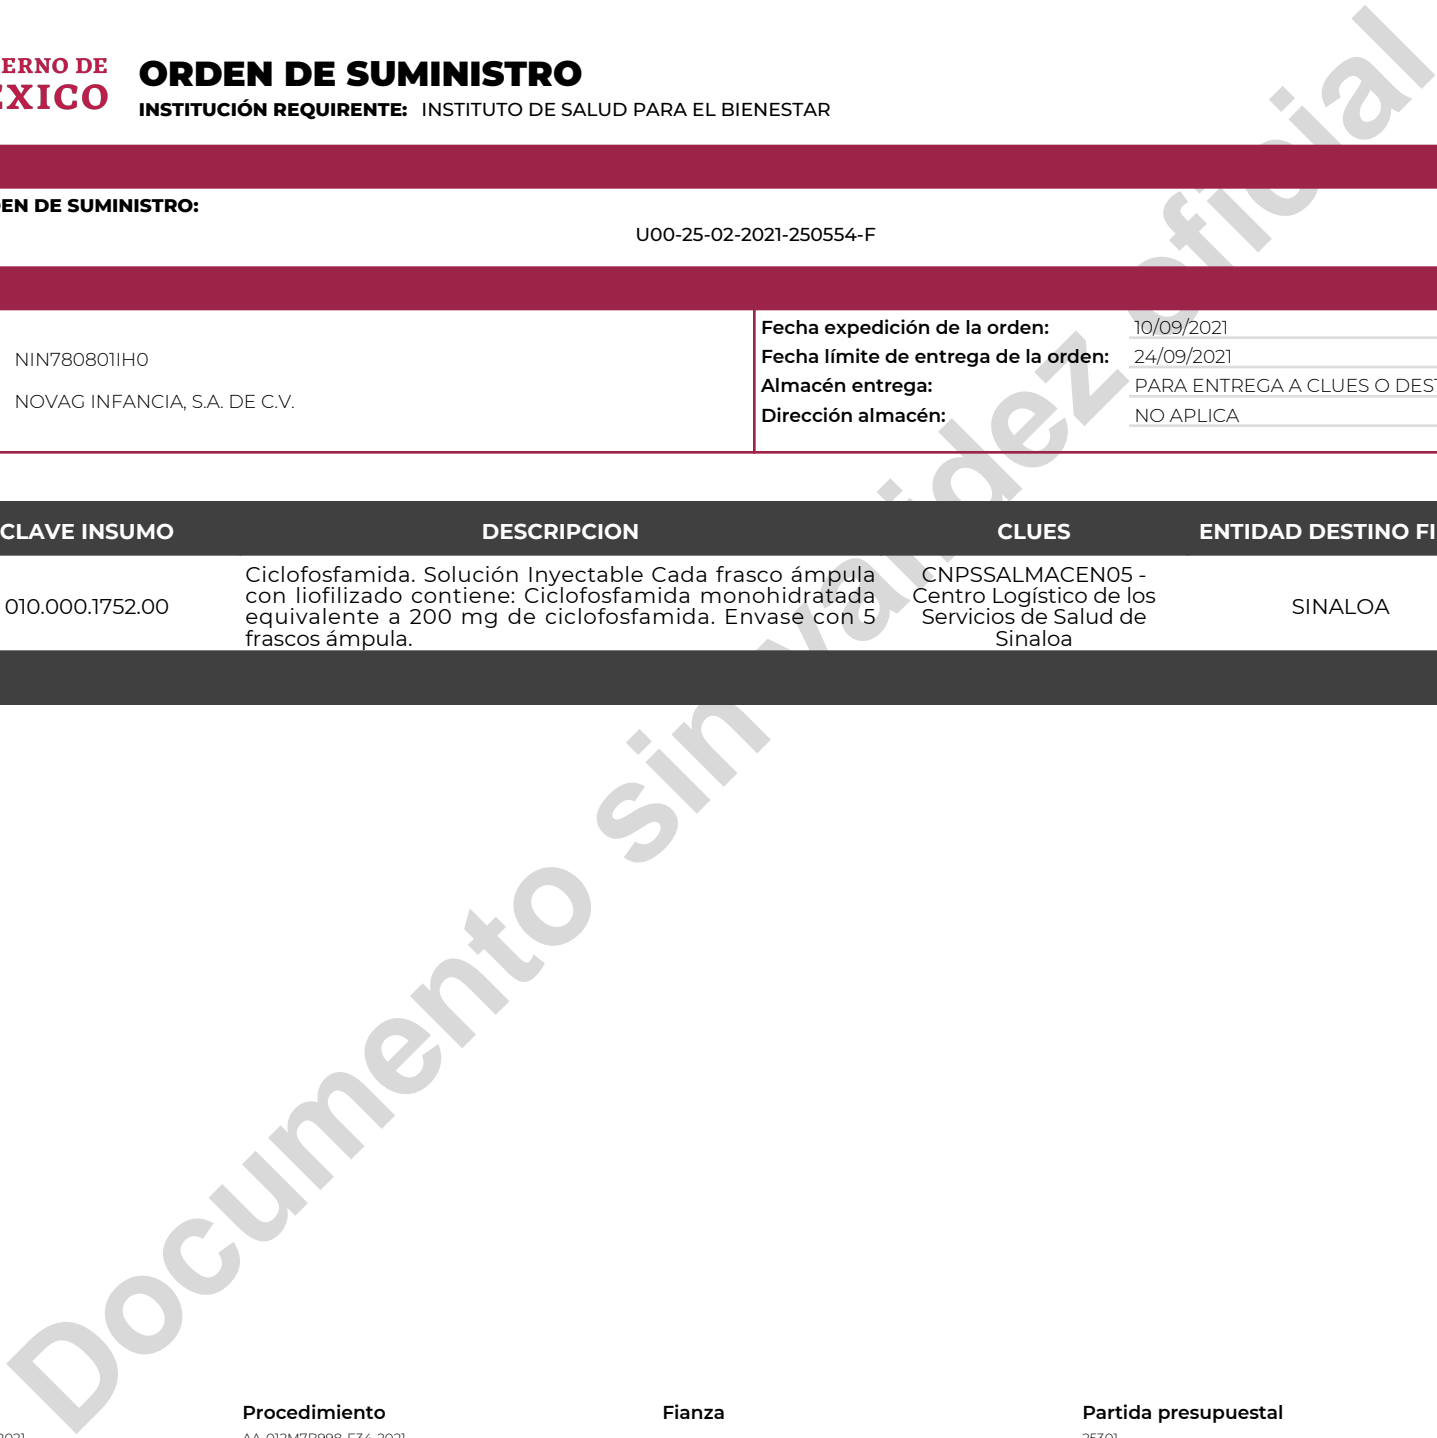 ERNO DE
EXICO
ORDEN DE SUMINISTRO
INSTITUCIÓN REQUIRENTE: INSTITUTO DE SALUD PARA EL BIENESTAR
EN DE SUMINISTRO:
U00-25-02-2021-250554-F
NIN780801IH0
NOVAG INFANCIA, S.A. DE C.V.
Fecha expedición de la orden: 10/09/2021
Fecha límite de entrega de la orden: 24/09/2021
Almacén entrega: PARA ENTREGA A CLUES O DEST
Dirección almacén: NO APLICA
CLAVE INSUMO DESCRIPCION CLUES ENTIDAD DESTINO FI
010.000.1752.00
Ciclofosfamida. Solución Inyectable Cada frasco ámpula
con liofilizado contiene: Ciclofosfamida monohidratada
equivalente a 200 mg de ciclofosfamida. Envase con 5
frascos ámpula.
CNPSSALMACEN05 -
Centro Logístico de los
Servicios de Salud de
Sinaloa
SINALOA
Documento sin validez oficial
Procedimiento Fianza Partida presupuestal